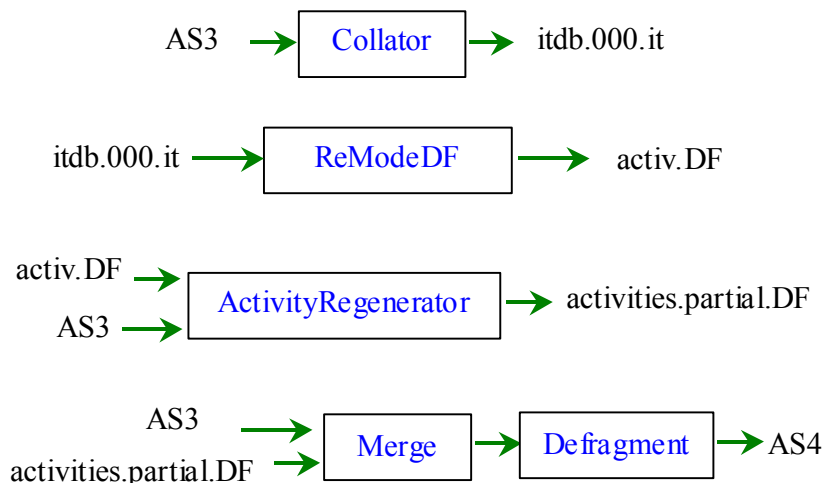 AS3 Collator itdb.000.it
itdb.000.it ReModeDF activ.DF
activ.DF
ActivityRegenerator activities.partial.DF
AS3
AS3
Merge Defragment AS4
activities.partial.DF